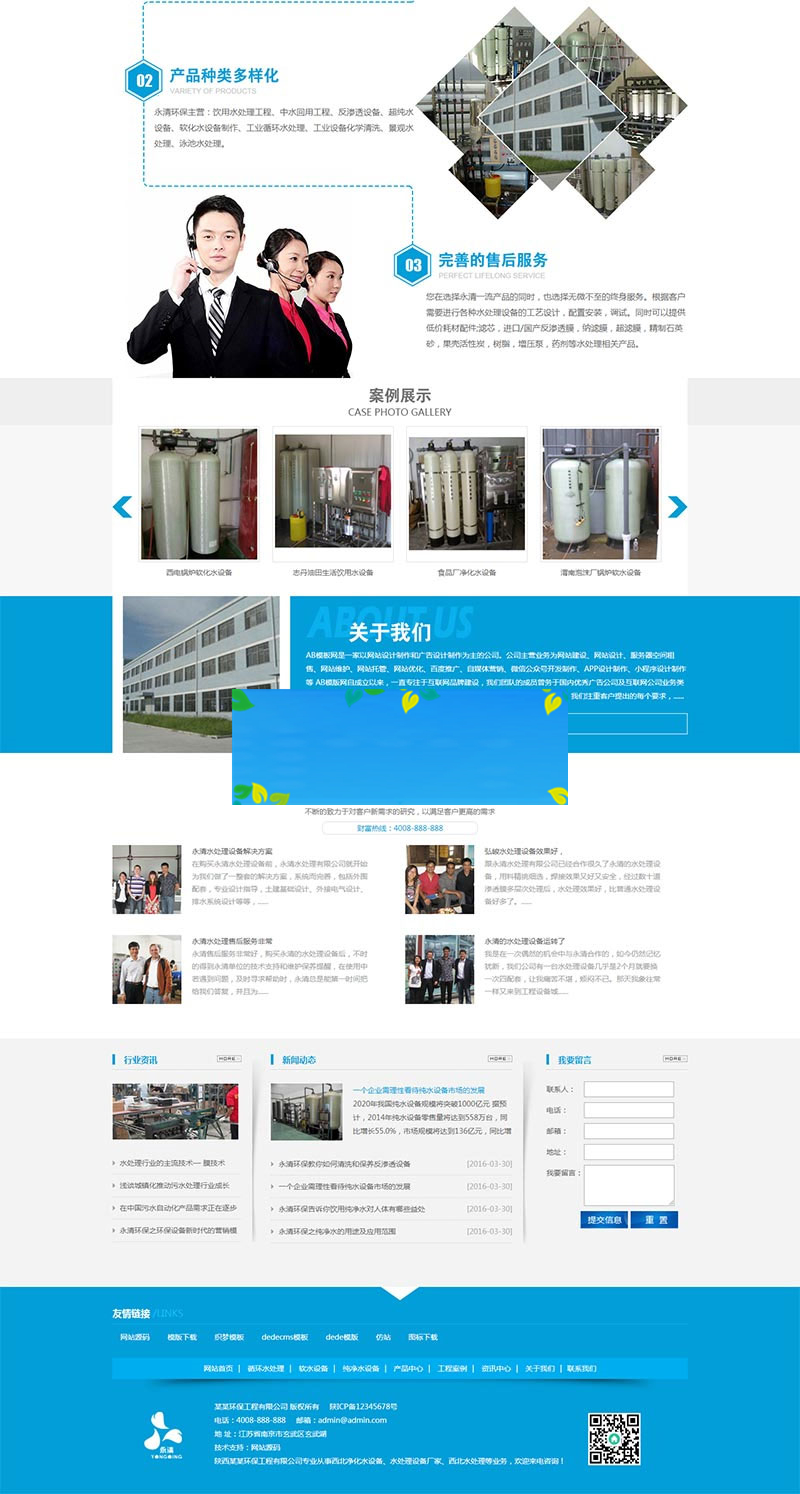 02
产品种类多样化
VARIETY OF PRODUCTS
永清环保主营：饮用水处理工程、中水回用工程、反渗透设备、超纯水
设备、软化水设备制作、工业循环水处理、工业设备化学清洗、景观水
处理、泳池水处理。
03
完善的售后服务
PERFECT LIFELONG SERVICE
您在选择永清一流产品的同时，也选择无微不至的终身服务。根据客户
需要进行各种水处理设备的工艺设计，配置安装，调试。同时可以提供
低价耗材配件;滤芯，进口/国产反渗透膜，纳滤膜，超滤膜，精制石英
砂，果壳活性炭，树脂，增压泵，药剂等水处理相关产品。
案例展示
CASE PHOTO GALLERY
西电锅炉软化水设备
志丹油田生活饮用水设备
食品厂净化水设备
渭南泡沫厂锅炉软水设备
ABOUT US
关于我们
AB模板网是一家以网站设计制作和广告设计制作为主的公司。公司主营业务为网站建设、网站设计、服务器空间租
售、网站维护、网站托管、网站优化、百度推广、自媒体营销、微信公众号开发制作、APP设计制作、小程序设计制作
等 AB模版网自成立以来，一直专注于互联网品牌建设，我们团队的成员曾务于国内优秀广告公司及互联网公司业务类
我们注重客户提出的每个要求，......
不断的致力于对客户新需求的研究，以满足客户更高的需求
财富热线：4008-888-888
永清水处理设备解决方案
在购买永清水处理设备前，永清水处理有限公司就开始
为我们做了一整套的解决方案，系统而完善，包括外围
配套，专业设计指导，土建基础设计、外接电气设计、
排水系统设计等等，......
弘峻水处理设备效果好，
跟永清水处理有限公司已经合作很久了永清的水处理设
备，用料精挑细选，焊接效果又好又安全，经过数十道
渗透膜多层次处理后，水处理效果好，比普通水处理设
备好多了。......
永清水处理售后服务非常
永清售后服务非常好，购买永清的水处理设备后，不时
的得到永清单位的技术支持和维护保养提醒，在使用中
若遇到问题，及时寻求帮助时，永清总是能第一时间把
给我们答复，并且为......
永清的水处理设备运转了
我是在一次偶然的机会中与永清合作的，如今仍然记忆
犹新，我们公司有一台水处理设备几乎是2个月就要换
一次四配套，让我痛苦不堪，烦闷不已。那天我象往常
一样又来到工程设备城......
行业资讯
MORE
水处理行业的主流技术— 膜技术
浅谈城镇化推动污水处理行业成长
在中国污水自动化产品需求正在逐步
永清环保之环保设备新时代的营销模
新闻动态
MORE
一个企业需理性看待纯水设备市场的发展
2020年我国纯水设备规模将突破1000亿元 据预
计，2014年纯水设备零售量将达到558万台，同
比增长55.0%，市场规模将达到136亿元，同比增
永清环保教你如何清洗和保养反渗透设备 [2016-03-30]
一个企业需理性看待纯水设备市场的发展 [2016-03-30]
永清环保告诉你饮用纯净水对人体有哪些益处 [2016-03-30]
永清环保之纯净水的用途及应用范围 [2016-03-30]
我要留言
MORE
联系人：
电话：
邮箱：
地址：
我要留言：
提交信息 重 置
友情链接 /LINKS
网站源码 模版下载 织梦模板 dedecms模板 dede模版 仿站 图标下载
网站首页 | 循环水处理 | 软水设备 | 纯净水设备 | 产品中心 | 工程案例 | 资讯中心 | 关于我们 | 联系我们
永清
YONGQING
某某环保工程有限公司 版权所有 陕ICP备12345678号
电话：4008-888-888 邮箱：admin@admin.com
地 址：江苏省南京市玄武区玄武湖
技术支持：网站源码
陕西某某环保工程有限公司专业从事西北净化水设备、水处理设备厂家、西北水处理等业务，欢迎来电咨询！